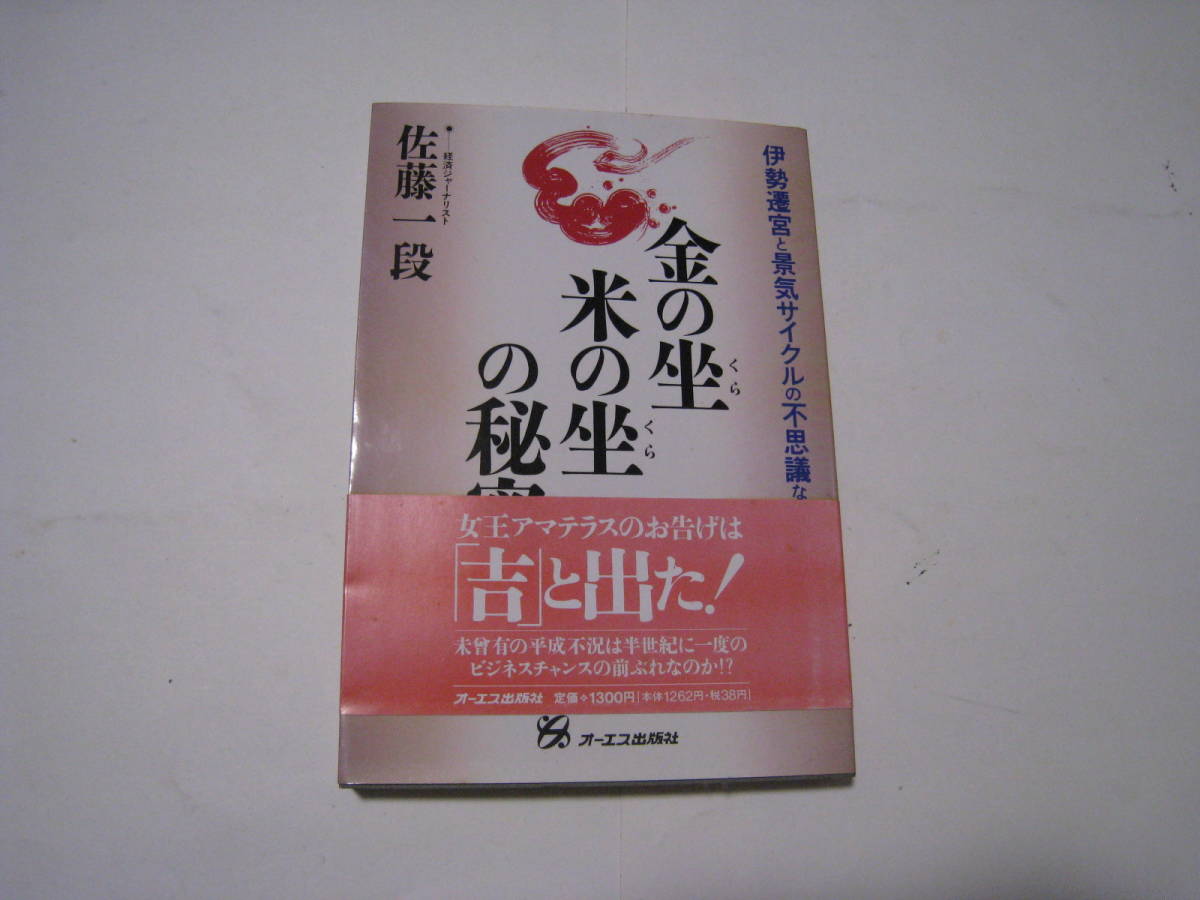 伊勢遷宮と景気サイクルの不思議な
金の坐
くら
米の坐
くら
の秘密
経済ジャーナリスト
佐藤一段
女王アマテラスのお告げは
「吉」と出た!
未曾有の平成不況は半世紀に一度の
ビジネスチャンスの前ぶれなのか!?
オーエス出版社 定価✧1300円[本体1262円・税38円]
オーエス出版社